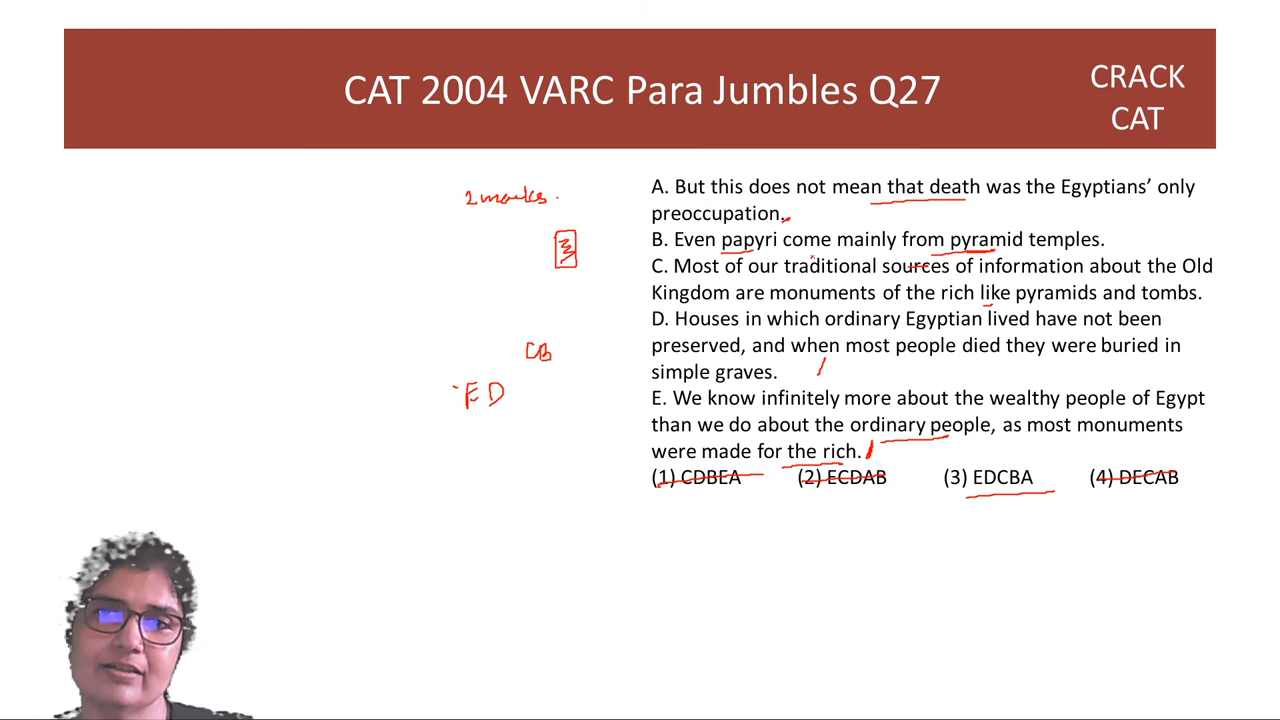 CAT 2004 VARC Para Jumbles Q27
CRACK
CAT
2 marks.
CB
ED
A. But this does not mean that death was the Egyptians’ only
preoccupation.
B. Even papyri come mainly from pyramid temples.
C. Most of our traditional sources of information about the Old
Kingdom are monuments of the rich like pyramids and tombs.
D. Houses in which ordinary Egyptian lived have not been
preserved, and when most people died they were buried in
simple graves.
E. We know infinitely more about the wealthy people of Egypt
than we do about the ordinary people, as most monuments
were made for the rich.
(1) CDBEA (2) ECDAB (3) EDCBA (4) DECAB